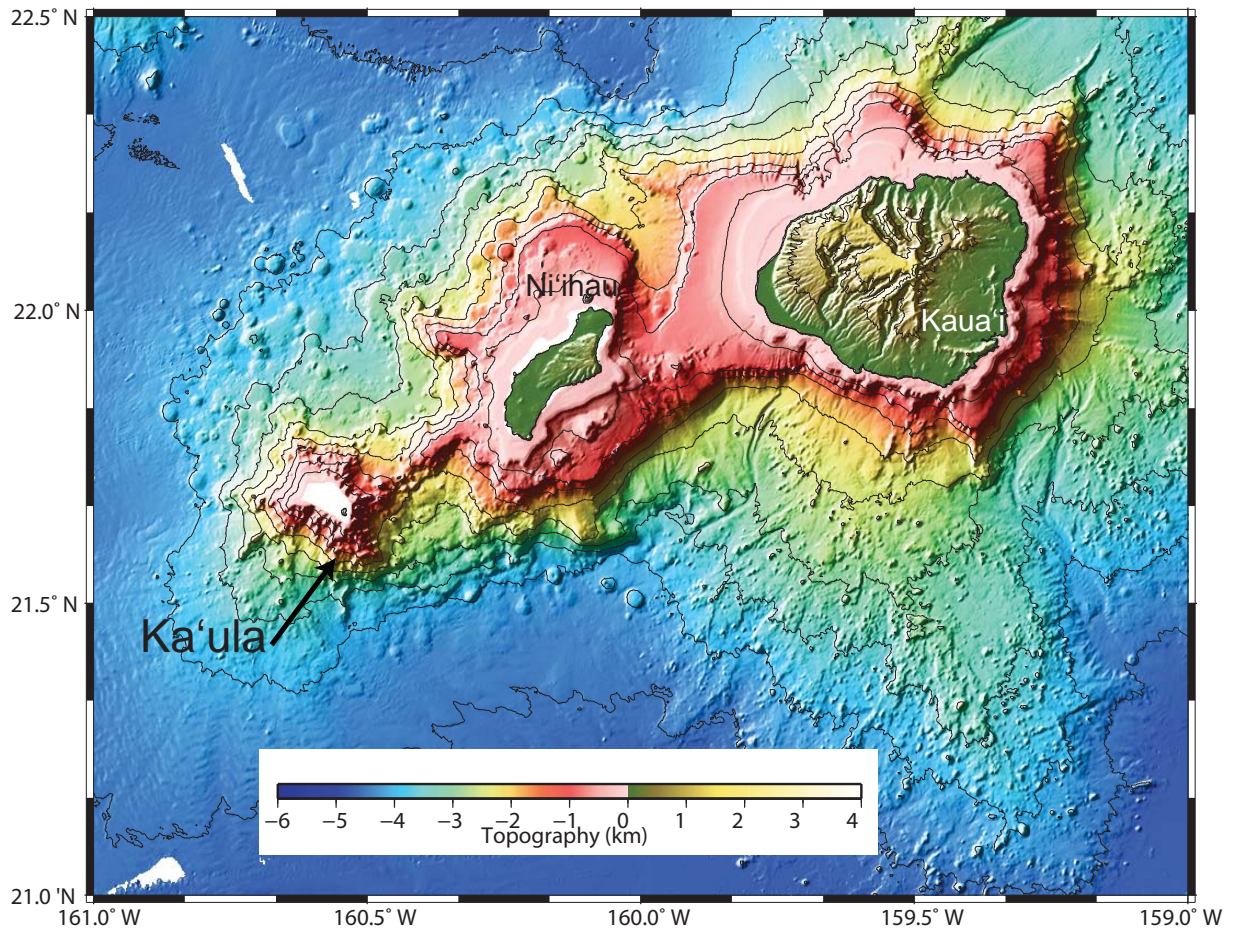 22.5° N
Ni‘ihau
22.0° N
Kaua‘i
21.5° N
Ka‘ula
−6 −5 −4 −3 −2 −1 0 1 2 3 4
Topography (km)
21.0 'N
161.0° W 160.5° W 160.0° W 159.5° W 159.0° W